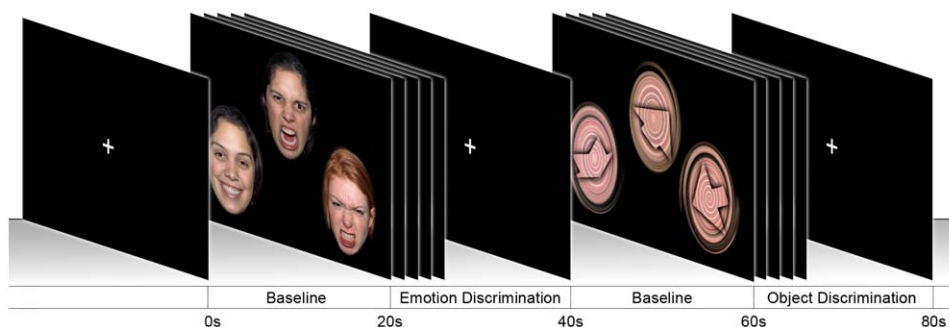 Baseline Emotion Discrimination Baseline Object Discrimination
0s 20s 40s 60s 80s